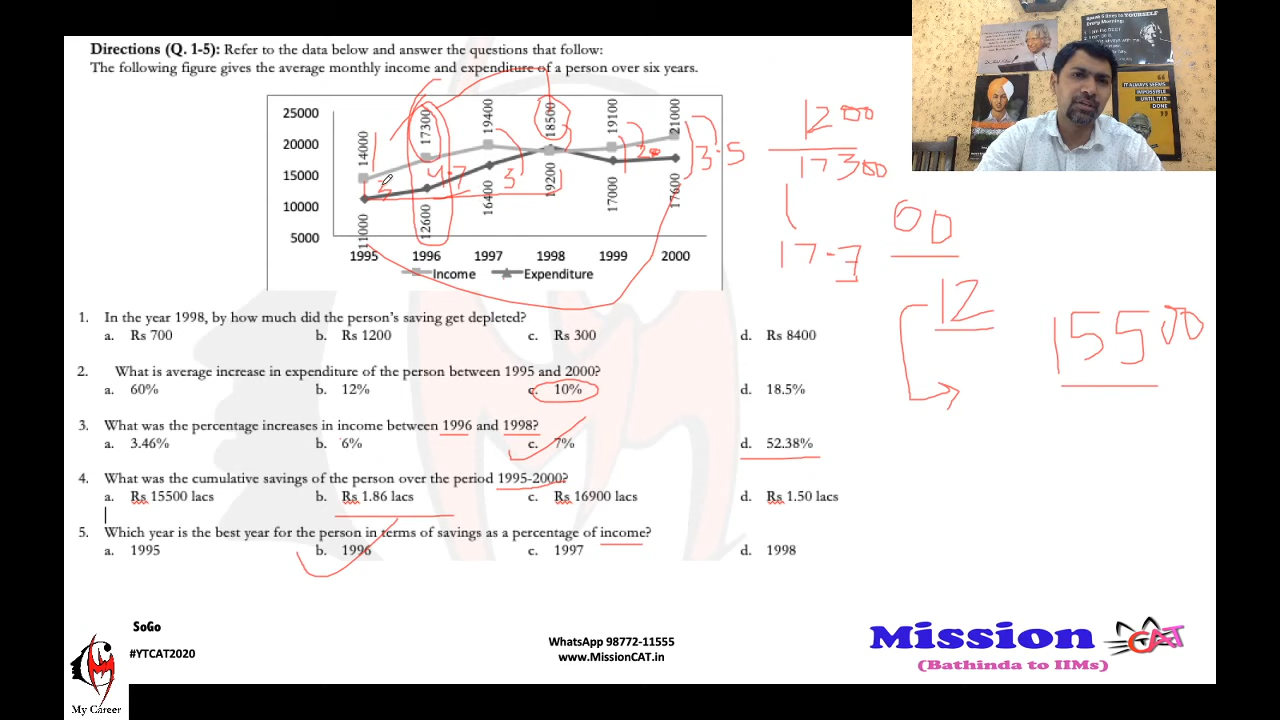 Directions (Q. 1-5): Refer to the data below and answer the questions that follow:
The following figure gives the average monthly income and expenditure of a person over six years.
25000
20000
15000
10000
5000
14000
17300
19400
18500
19100
21000
11000
12600
16400
19200
17000
17600
1995 1996 1997 1998 1999 2000
Income Expenditure
3
4.7
3
3.5
1200
17300
17.3
00
12
15500
1. In the year 1998, by how much did the person's saving get depleted?
a. Rs 700 b. Rs 1200 c. Rs 300 d. Rs 8400
2. What is average increase in expenditure of the person between 1995 and 2000?
a. 60% b. 12% c. 10% d. 18.5%
3. What was the percentage increases in income between 1996 and 1998?
a. 3.46% b. 6% c. 7% d. 52.38%
4. What was the cumulative savings of the person over the period 1995-2000?
a. Rs 15500 lacs b. Rs 1.86 lacs c. Rs 16900 lacs d. Rs 1.50 lacs
5. Which year is the best year for the person in terms of savings as a percentage of income?
a. 1995 b. 1996 c. 1997 d. 1998
SoGo
#YTCAT2020
My Career
WhatsApp 98772-11555
www.MissionCAT.in
Mission CAT
(Bathinda to IIMs)